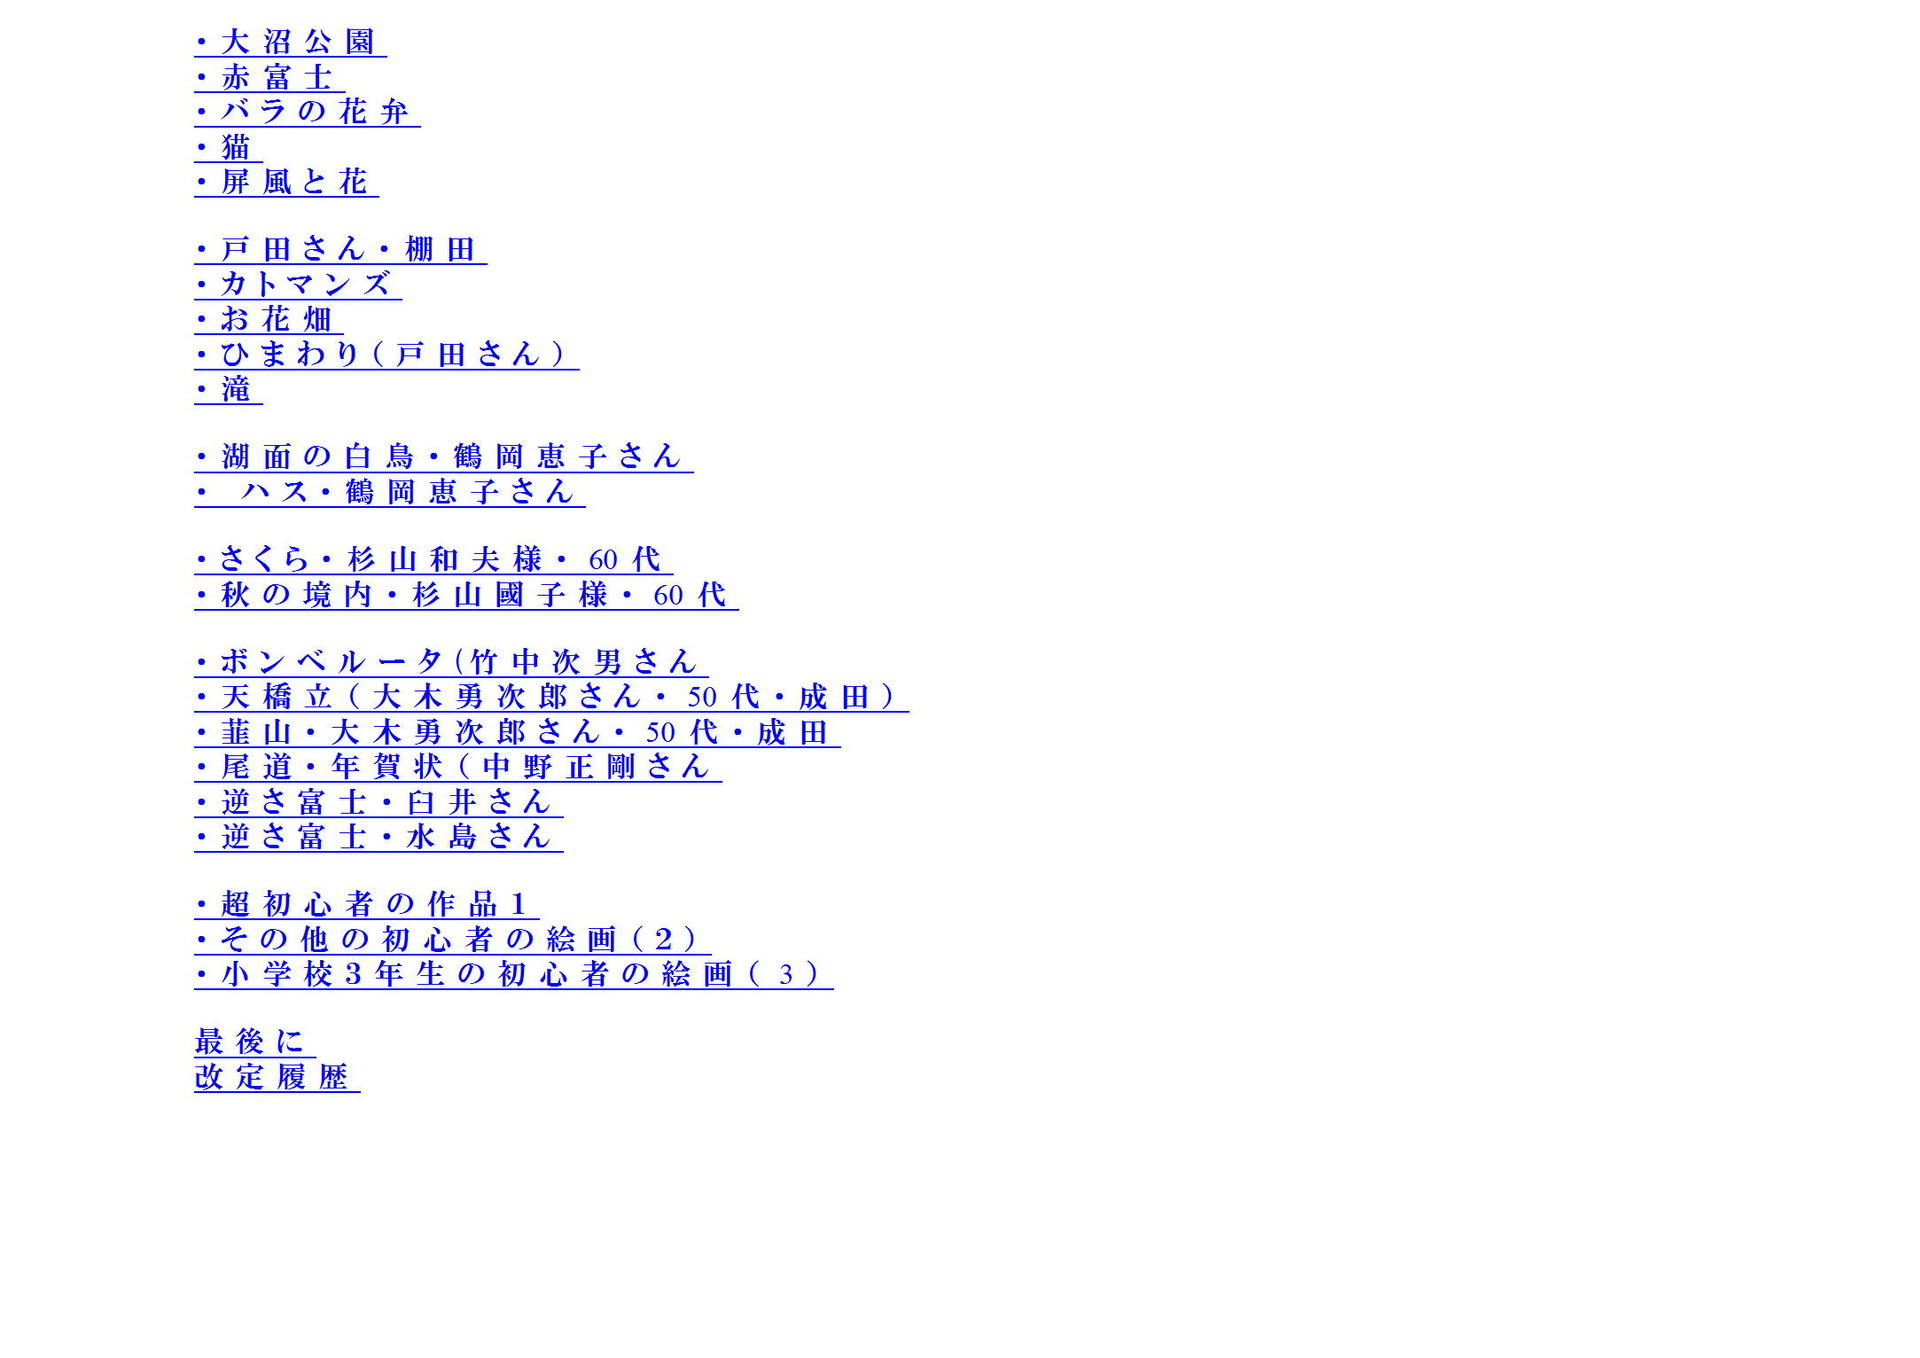 ・大沼公園
・赤富士
・バラの花弁
・猫
・屏風と花
・戸田さん・棚田
・カトマンズ
・お花畑
・ひまわり(戸田さん)
・滝
・湖面の白鳥・鶴岡恵子さん
・ ハス・鶴岡恵子さん
・さくら・杉山和夫様・60代
・秋の境内・杉山國子様・60代
・ボンベルータ(竹中次男さん
・天橋立(大木勇次郎さん・50代・成田)
・韮山・大木勇次郎さん・50代・成田
・尾道・年賀状(中野正剛さん
・逆さ富士・臼井さん
・逆さ富士・水島さん
・超初心者の作品1
・その他の初心者の絵画(2)
・小学校3年生の初心者の絵画(3)
最後に
改定履歴